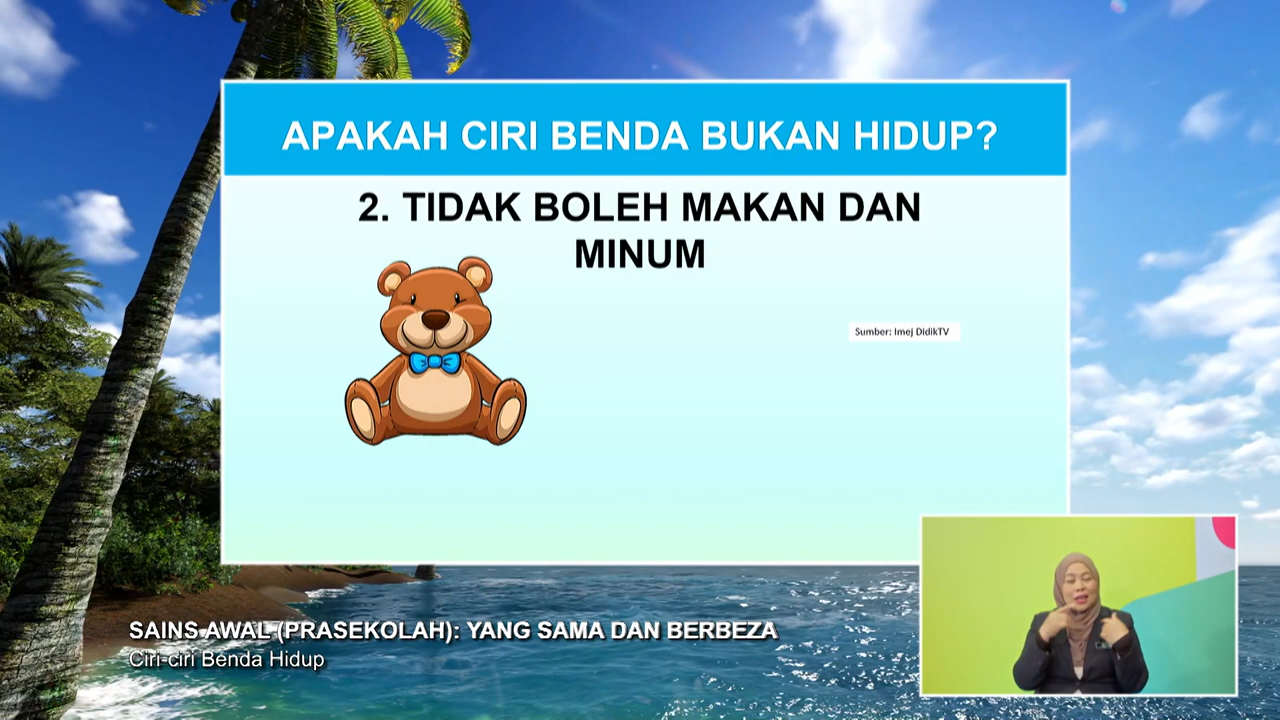 APAKAH CIRI BENDA BUKAN HIDUP?
2. TIDAK BOLEH MAKAN DAN
MINUM
Sumber: Imej DidikTV
SAINS AWAL (PRASEKOLAH): YANG SAMA DAN BERBEZA
Ciri-ciri Benda Hidup